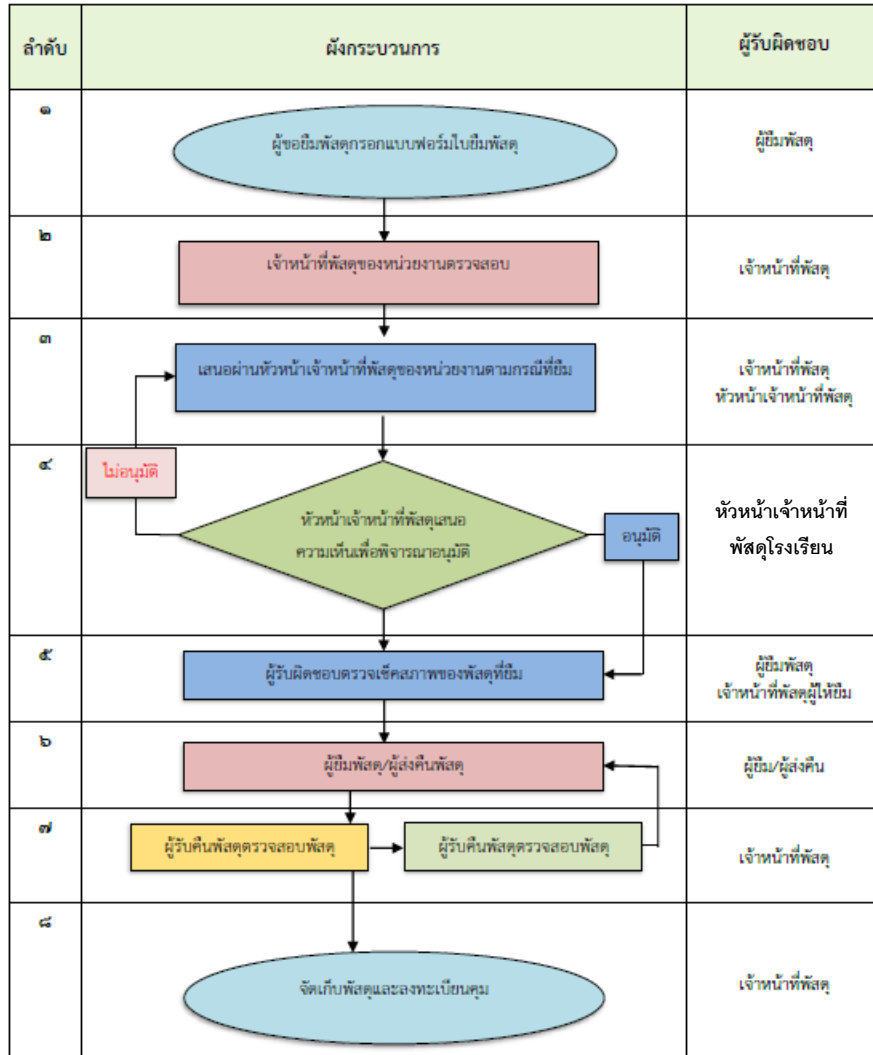 ลำดับ
ผังกระบวนการ
ผู้รับผิดชอบ
๑
ผู้ขอยืมพัสดุกรอกแบบฟอร์มใบยืมพัสดุ
ผู้ยืมพัสดุ
๒
เจ้าหน้าที่พัสดุของหน่วยงานตรวจสอบ
เจ้าหน้าที่พัสดุ
๓
เสนอผ่านหัวหน้าเจ้าหน้าที่พัสดุของหน่วยงานตามกรณีที่ยืม
เจ้าหน้าที่พัสดุ
หัวหน้าเจ้าหน้าที่พัสดุ
๔
ไม่อนุมัติ
หัวหน้าเจ้าหน้าที่พัสดุเสนอ
ความเห็นเพื่อพิจารณาอนุมัติ
อนุมัติ
หัวหน้าเจ้าหน้าที่
พัสดุโรงเรียน
๕
ผู้รับผิดชอบตรวจเช็คสภาพของพัสดุที่ยืม
ผู้ยืมพัสดุ
เจ้าหน้าที่พัสดุผู้ให้ยืม
๖
ผู้ยืมพัสดุ/ผู้ส่งคืนพัสดุ
ผู้ยืม/ผู้ส่งคืน
๗
ผู้รับคืนพัสดุตรวจสอบพัสดุ
ผู้รับคืนพัสดุตรวจสอบพัสดุ
เจ้าหน้าที่พัสดุ
๘
จัดเก็บพัสดุและลงทะเบียนคุม
เจ้าหน้าที่พัสดุ